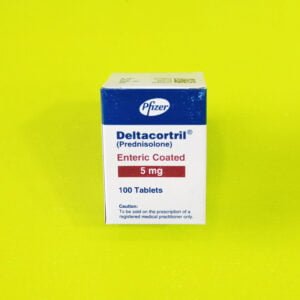 Pfizer
Deltacortril®
(Prednisolone)
Enteric Coated
5 mg
100 Tablets
Caution:
To be sold on the prescription of a
registered medical practitioner only.